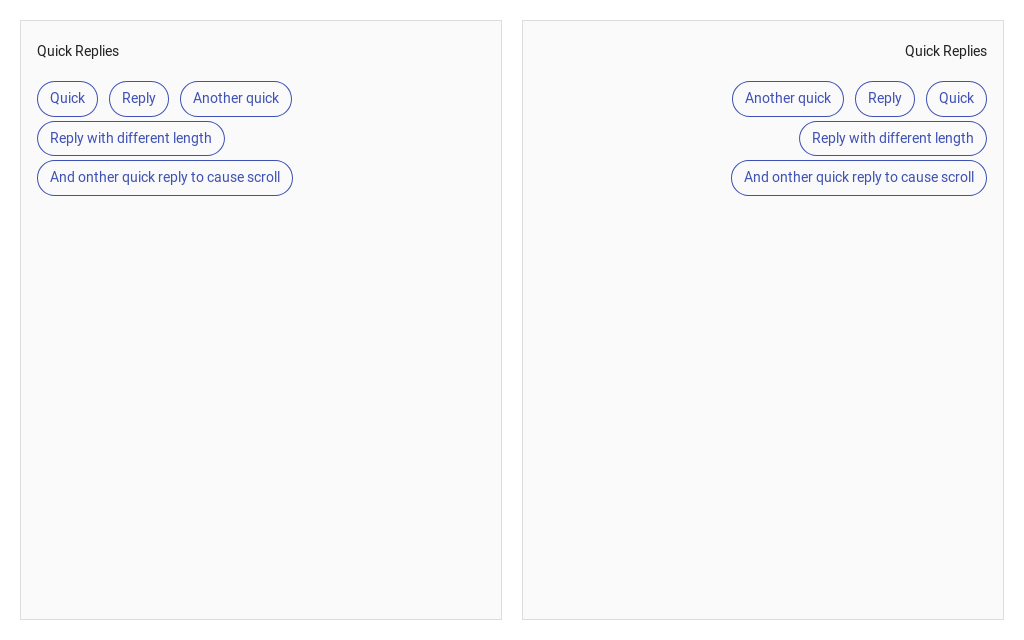 Quick Replies
Quick Reply Another quick
Reply with different length
And onther quick reply to cause scroll
Quick Replies
Another quick Reply Quick
Reply with different length
And onther quick reply to cause scroll